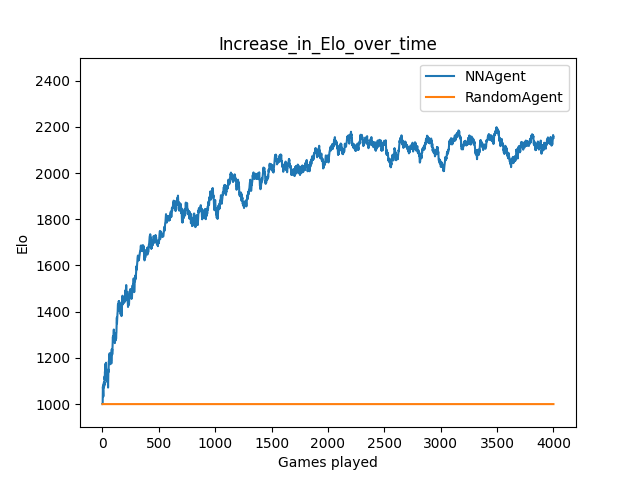 Increase_in_Elo_over_time
NNAgent
RandomAgent
2400
2200
2000
1800
1600
1400
1200
1000
Elo
0 500 1000 1500 2000 2500 3000 3500 4000
Games played